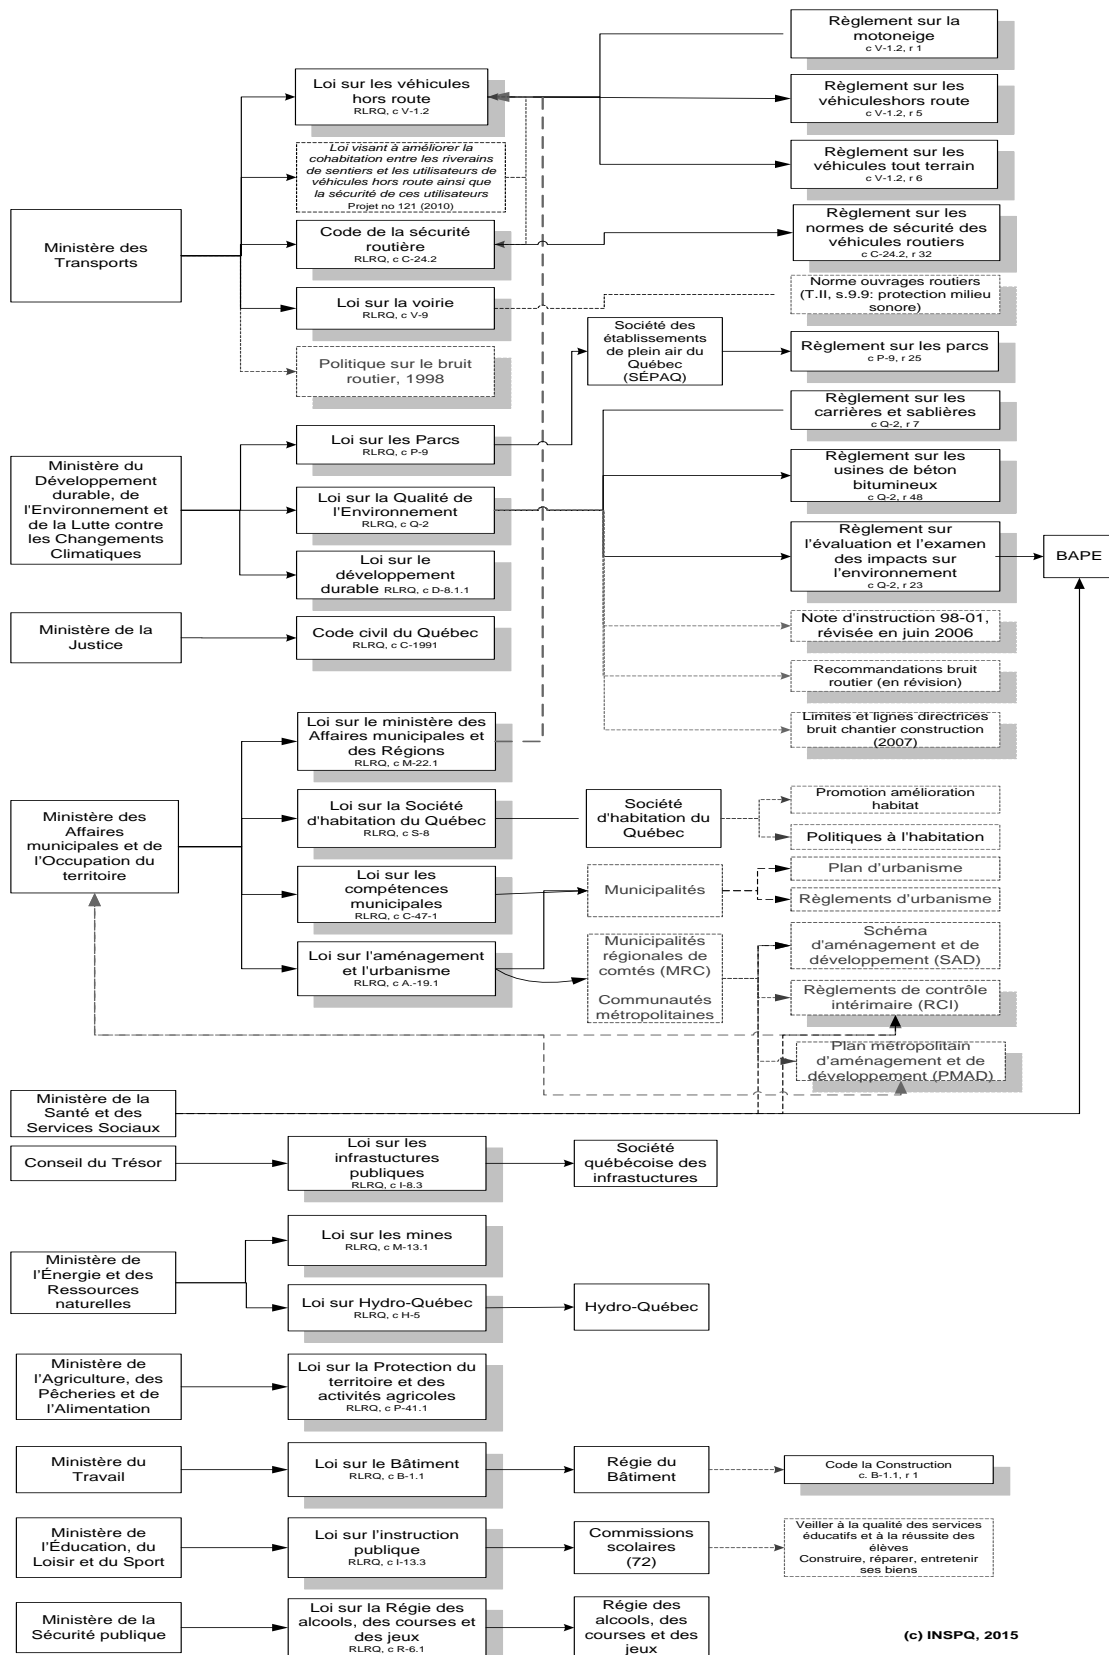 Règlement sur la
motoneige
c V-1.2, r 1
Loi sur les véhicules
hors route
RLRQ, c V-1.2
Règlement sur les
véhiculeshors route
c V-1.2, r 5
Loi visant à améliorer la
cohabitation entre les riverains
de sentiers et les utilisateurs de
véhicules hors route ainsi que
la sécurité de ces utilisateurs
Projet no 121 (2010)
Règlement sur les
véhicules tout terrain
c V-1.2, r 6
Ministère des
Transports
Code de la sécurité
routière
RLRQ, c C-24.2
Règlement sur les
normes de sécurité des
véhicules routiers
c C-24.2, r 32
Loi sur la voirie
RLRQ, c V-9
Norme ouvrages routiers
(T.II, s.9.9: protection milieu
sonore)
Politique sur le bruit
routier, 1998
Société des
établissements
de plein air du
Québec
(SÉPAQ)
Règlement sur les parcs
c P-9, r 25
Règlement sur les
carrières et sablières
c Q-2, r 7
Ministère du
Développement
durable, de
l'Environnement et
de la Lutte contre
les Changements
Climatiques
Loi sur les Parcs
RLRQ, c P-9
Loi sur la Qualité de
l'Environnement
RLRQ, c Q-2
Loi sur le
développement
durable RLRQ, c D-8.1.1
Règlement sur les
usines de béton
bitumineux
c Q-2, r 48
Règlement sur
l'évaluation et l'examen
des impacts sur
l'environnement
c Q-2, r 23
BAPE
Ministère de la
Justice
Code civil du Québec
RLRQ, c C-1991
Note d'instruction 98-01,
révisée en juin 2006
Recommandations bruit
routier (en révision)
Limites et lignes directrices
bruit chantier construction
(2007)
Ministère des
Affaires
municipales et de
l'Occupation du
territoire
Loi sur le ministère des
Affaires municipales et
des Régions
RLRQ, c M-22.1
Loi sur la Société
d'habitation du Québec
RLRQ, c S-8
Société
d'habitation du
Québec
Promotion amélioration
habitat
Politiques à l'habitation
Loi sur les
compétences
municipales
RLRQ, c C-47-1
Municipalités
Plan d'urbanisme
Règlements d'urbanisme
Loi sur l'aménagement
et l'urbanisme
RLRQ, c A.-19.1
Municipalités
régionales de
comtés (MRC)
Communautés
métropolitaines
Schéma
d'aménagement et de
développement (SAD)
Règlements de contrôle
intérimaire (RCI)
Plan métropolitain
d'aménagement et de
développement (PMAD)
Ministère de la
Santé et des
Services Sociaux
Conseil du Trésor
Loi sur les
infrastuctures
publiques
RLRQ, c I-8.3
Société
québécoise des
infrastuctures
Ministère de
l'Énergie et des
Ressources
naturelles
Loi sur les mines
RLRQ, c M-13.1
Loi sur Hydro-Québec
RLRQ, c H-5
Hydro-Québec
Ministère de
l'Agriculture, des
Pêcheries et de
l'Alimentation
Loi sur la Protection du
territoire et des
activités agricoles
RLRQ, c P-41.1
Ministère du
Travail
Loi sur le Bâtiment
RLRQ, c B-1.1
Régie du
Bâtiment
Code la Construction
c. B-1.1, r 1
Ministère de
l'Éducation, du
Loisir et du Sport
Loi sur l'instruction
publique
RLRQ, c I-13.3
Commissions
scolaires
(72)
Veiller à la qualité des services
éducatifs et à la réussite des
élèves
Construire, réparer, entretenir
ses biens
Ministère de la
Sécurité publique
Loi sur la Régie des
alcools, des courses et
des jeux
RLRQ, c R-6.1
Régie des
alcools, des
courses et des
jeux
(c) INSPQ, 2015